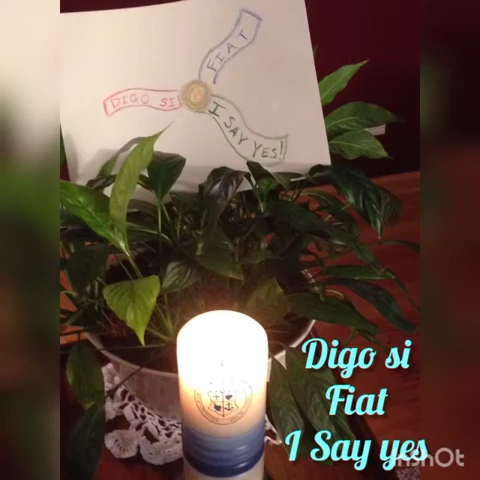 FIAT
DIGO SI
I SAY YES!
Digo si
Fiat
I Say yes
InShOt